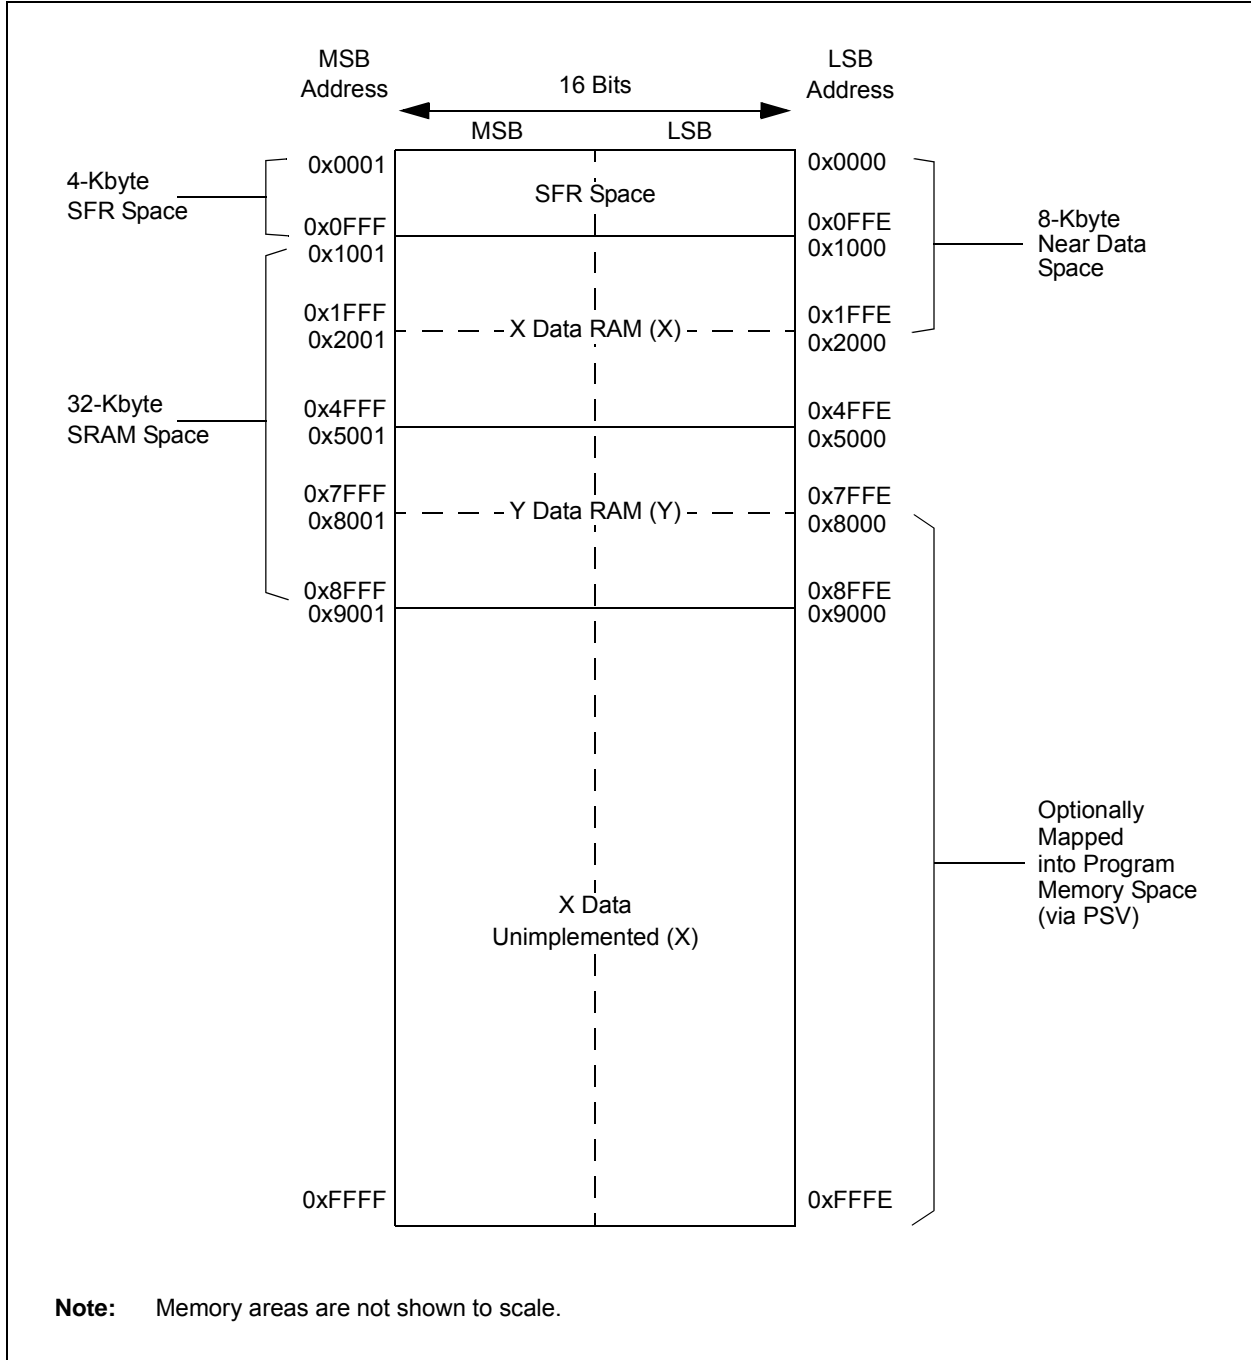 MSB
Address
16 Bits
LSB
Address
MSB
LSB
0x0001
0x0000
4-Kbyte
SFR Space
SFR Space
0x0FFF
0x0FFE
0x1001
0x1000
8-Kbyte
Near Data
Space
0x1FFF
0x1FFE
X Data RAM (X)
0x2001
0x2000
32-Kbyte
SRAM Space
0x4FFF
0x4FFE
0x5001
0x5000
0x7FFF
0x7FFE
Y Data RAM (Y)
0x8001
0x8000
0x8FFF
0x8FFE
0x9001
0x9000
Optionally
Mapped
into Program
Memory Space
(via PSV)
X Data
Unimplemented (X)
0xFFFF
0xFFFE
Note: Memory areas are not shown to scale.